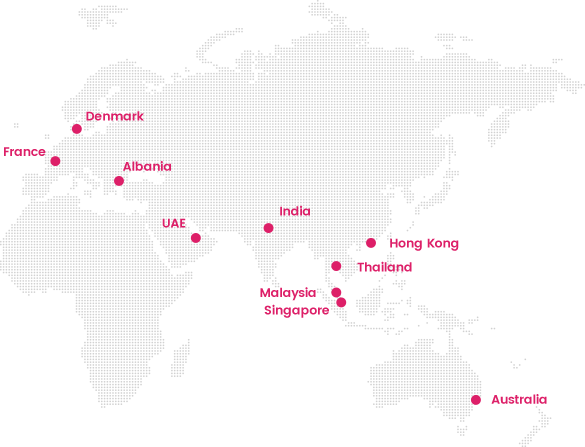 Denmark
France
Albania
India
UAE
Hong Kong
Thailand
Malaysia
Singapore
Australia